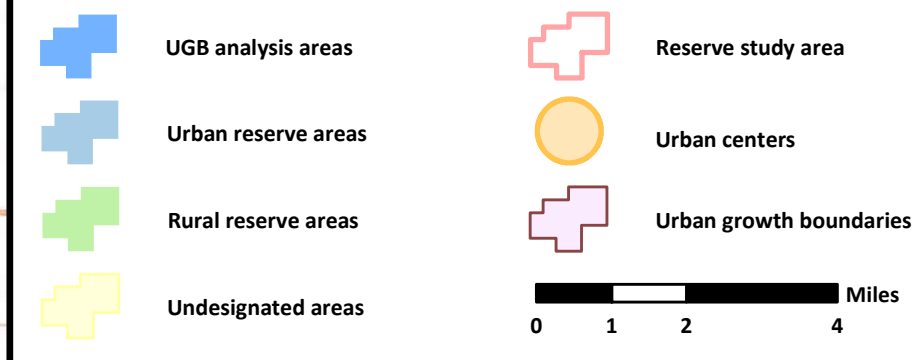 UGB analysis areas
Urban reserve areas
Rural reserve areas
Undesignated areas
Reserve study area
Urban centers
Urban growth boundaries
Miles
0 1 2 4